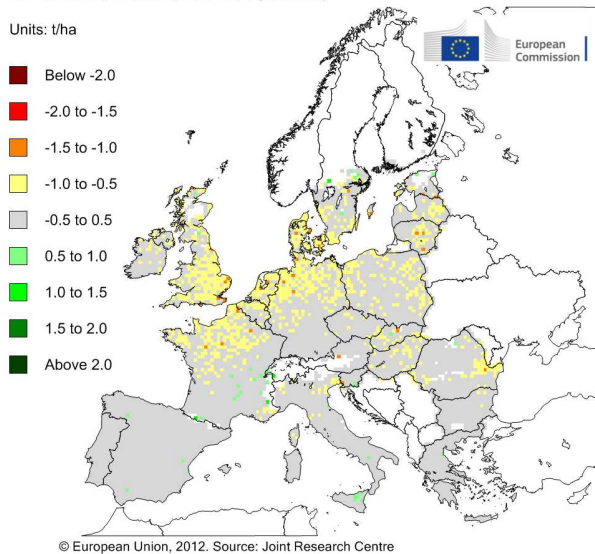 Units: t/ha
European
Commission
Below -2.0
-2.0 to -1.5
-1.5 to -1.0
-1.0 to -0.5
-0.5 to 0.5
0.5 to 1.0
1.0 to 1.5
1.5 to 2.0
Above 2.0
© European Union, 2012. Source: Joint Research Centre